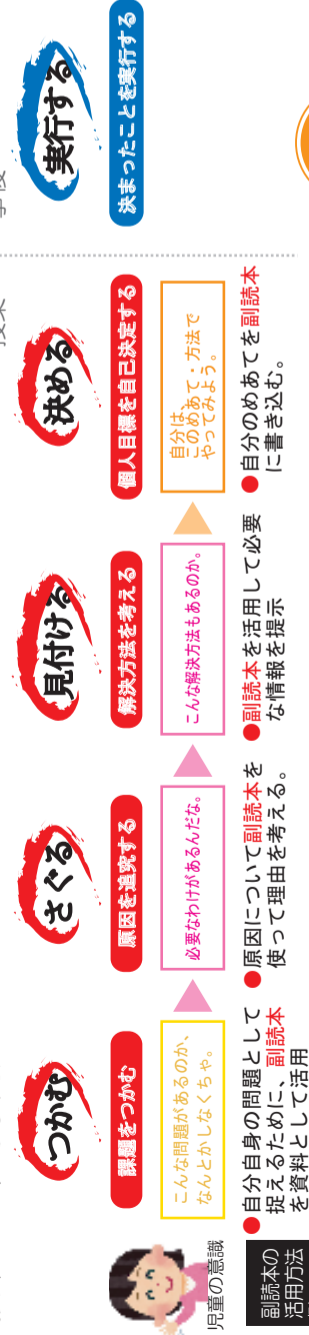 つかむ
さぐる
見付ける
決める
実行する
課題をつかむ
原因を追究する
解決方法を考える
個人目標を自己決定する
決まったことを実行する
児童の意識
こんな問題があるのか、
なんとかしなくちゃ。
必要なわけがあるんだな。
こんな解決方法もあるのか。
自分は、
このめあて・方法で
やってみよう。
副読本の
活用方法
●自分自身の問題として
捉えるために、副読本
を資料として活用
●原因について副読本を
使って理由を考える。
●副読本を活用して必要
な情報を提示
●自分のめあてを副読本
に書き込む。